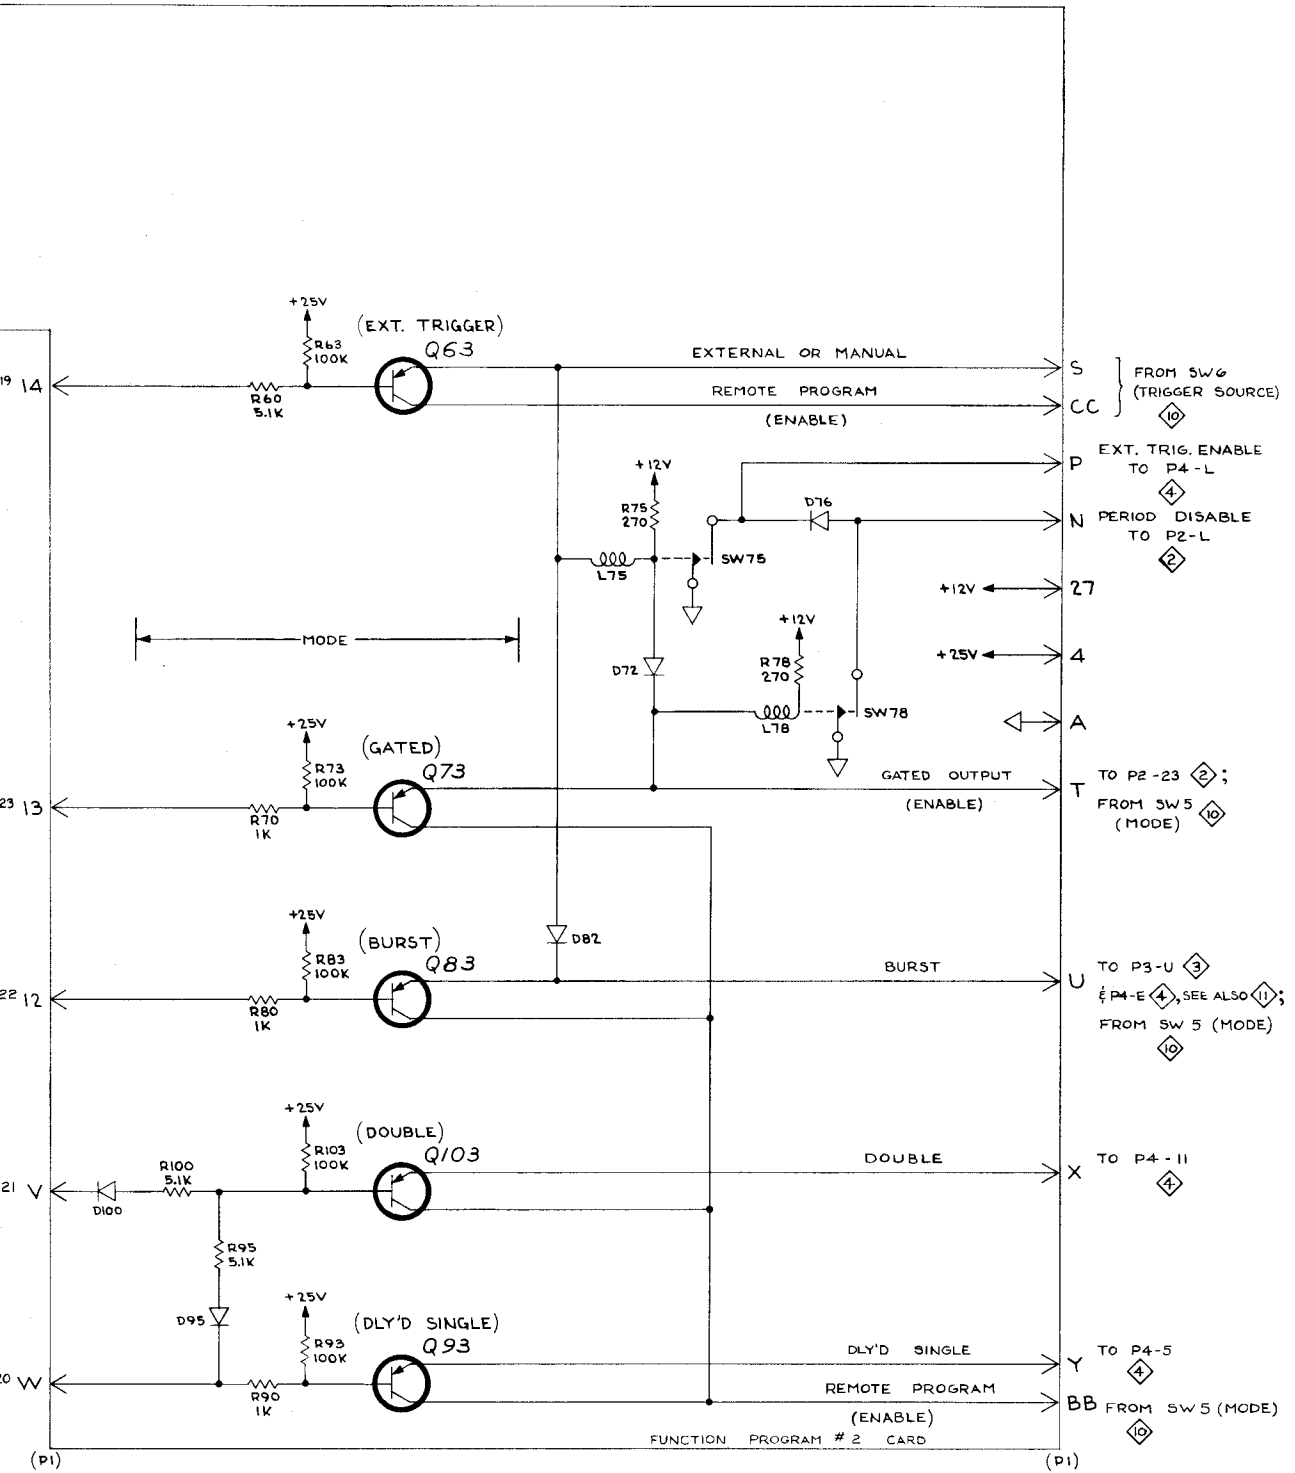 +25V
R63
100K
(EXT. TRIGGER)
Q63
19 14
R60
5.1K
EXTERNAL OR MANUAL
S
REMOTE PROGRAM
(ENABLE)
CC
FROM SW6
(TRIGGER SOURCE)
10
+12V
R75
270
P
EXT. TRIG. ENABLE
TO P4-L
4
D76
N
PERIOD DISABLE
TO P2-L
2
L75
SW75
+12V
27
MODE
+12V
R78
270
+25V
4
D72
L78
SW78
A
+25V
R73
100K
(GATED)
Q73
23 13
R70
1K
GATED OUTPUT
(ENABLE)
T
TO P2-23 2;
FROM SW5 10
(MODE)
+25V
R83
100K
(BURST)
Q83
D82
22 12
R80
1K
BURST
U
TO P3-U 3
& P4-E 4, SEE ALSO 11;
FROM SW 5 (MODE)
10
+25V
R103
100K
(DOUBLE)
Q103
21 V
D100
R100
5.1K
DOUBLE
X
TO P4-11
4
R95
5.1K
D95
+25V
R93
100K
(DLY'D SINGLE)
Q93
20 W
R90
1K
DLY'D SINGLE
Y
TO P4-5
4
REMOTE PROGRAM
(ENABLE)
BB
FROM SW5 (MODE)
10
FUNCTION PROGRAM #2 CARD
(P1)
(P1)